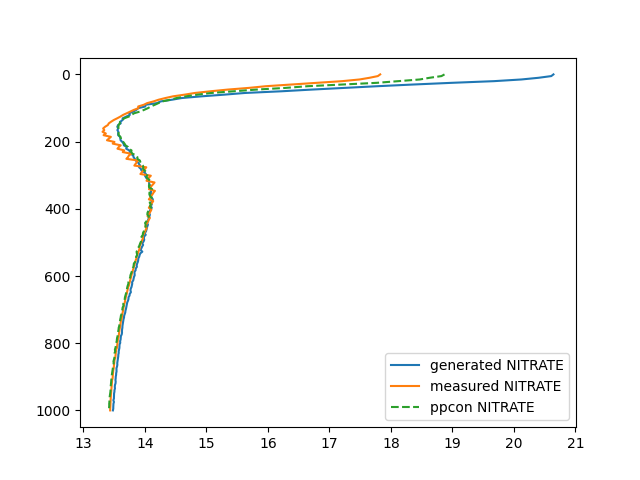 0
200
400
600
800
1000
13 14 15 16 17 18 19 20 21
generated NITRATE
measured NITRATE
ppcon NITRATE